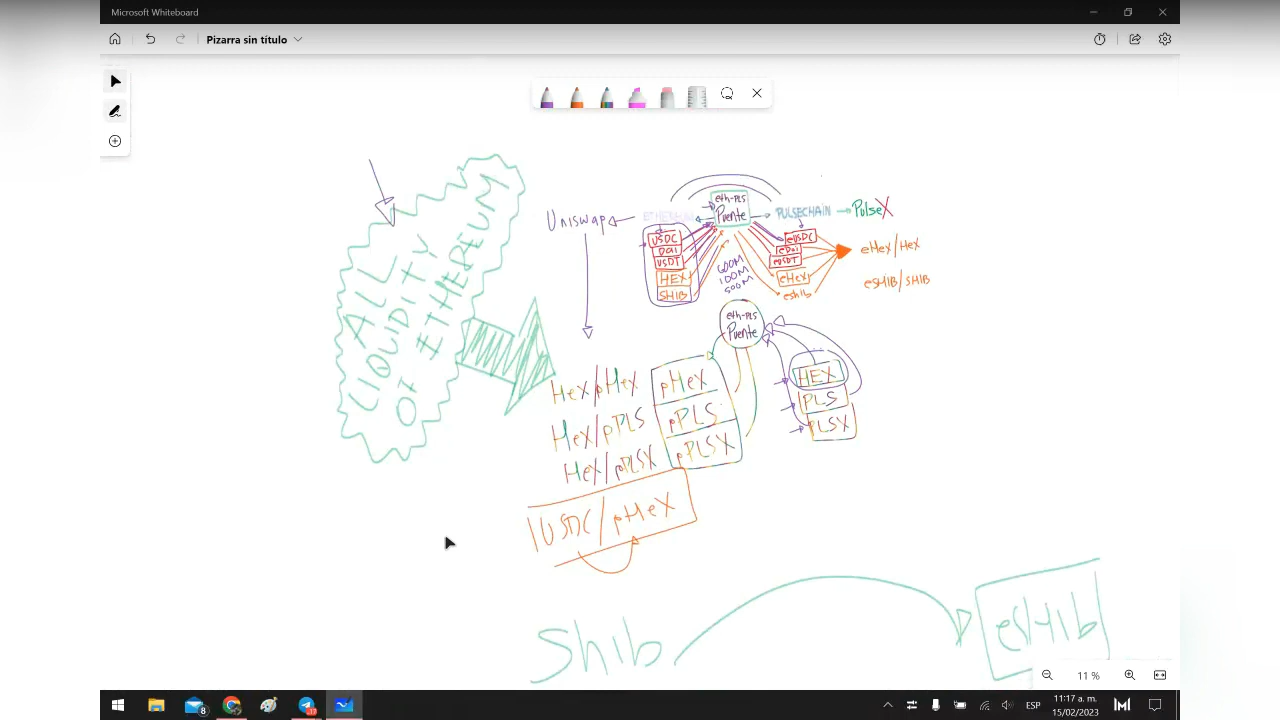 Microsoft Whiteboard
Pizarra sin título
ALL
LIQUIDITY
OF ETHEREUM
Uniswap
ETHEREUM
eth-PLS
Puente
PULSECHAIN
PulseX
USDC
DAI
USDT
HEX
SHIB
600M
100M
500M
eUSDC
eDai
eUSDT
eHex
eshib
eHex/Hex
eSHIB/SHIB
eth-PLS
Puente
HEX
PLS
PLSX
Hex/pHex
pHex
Hex/pPLS
pPLS
Hex/pPLSX
pPLSX
USDC/pHeX
Shib
eSHib
11 %
8
17
ESP
11:17 a. m.
15/02/2023